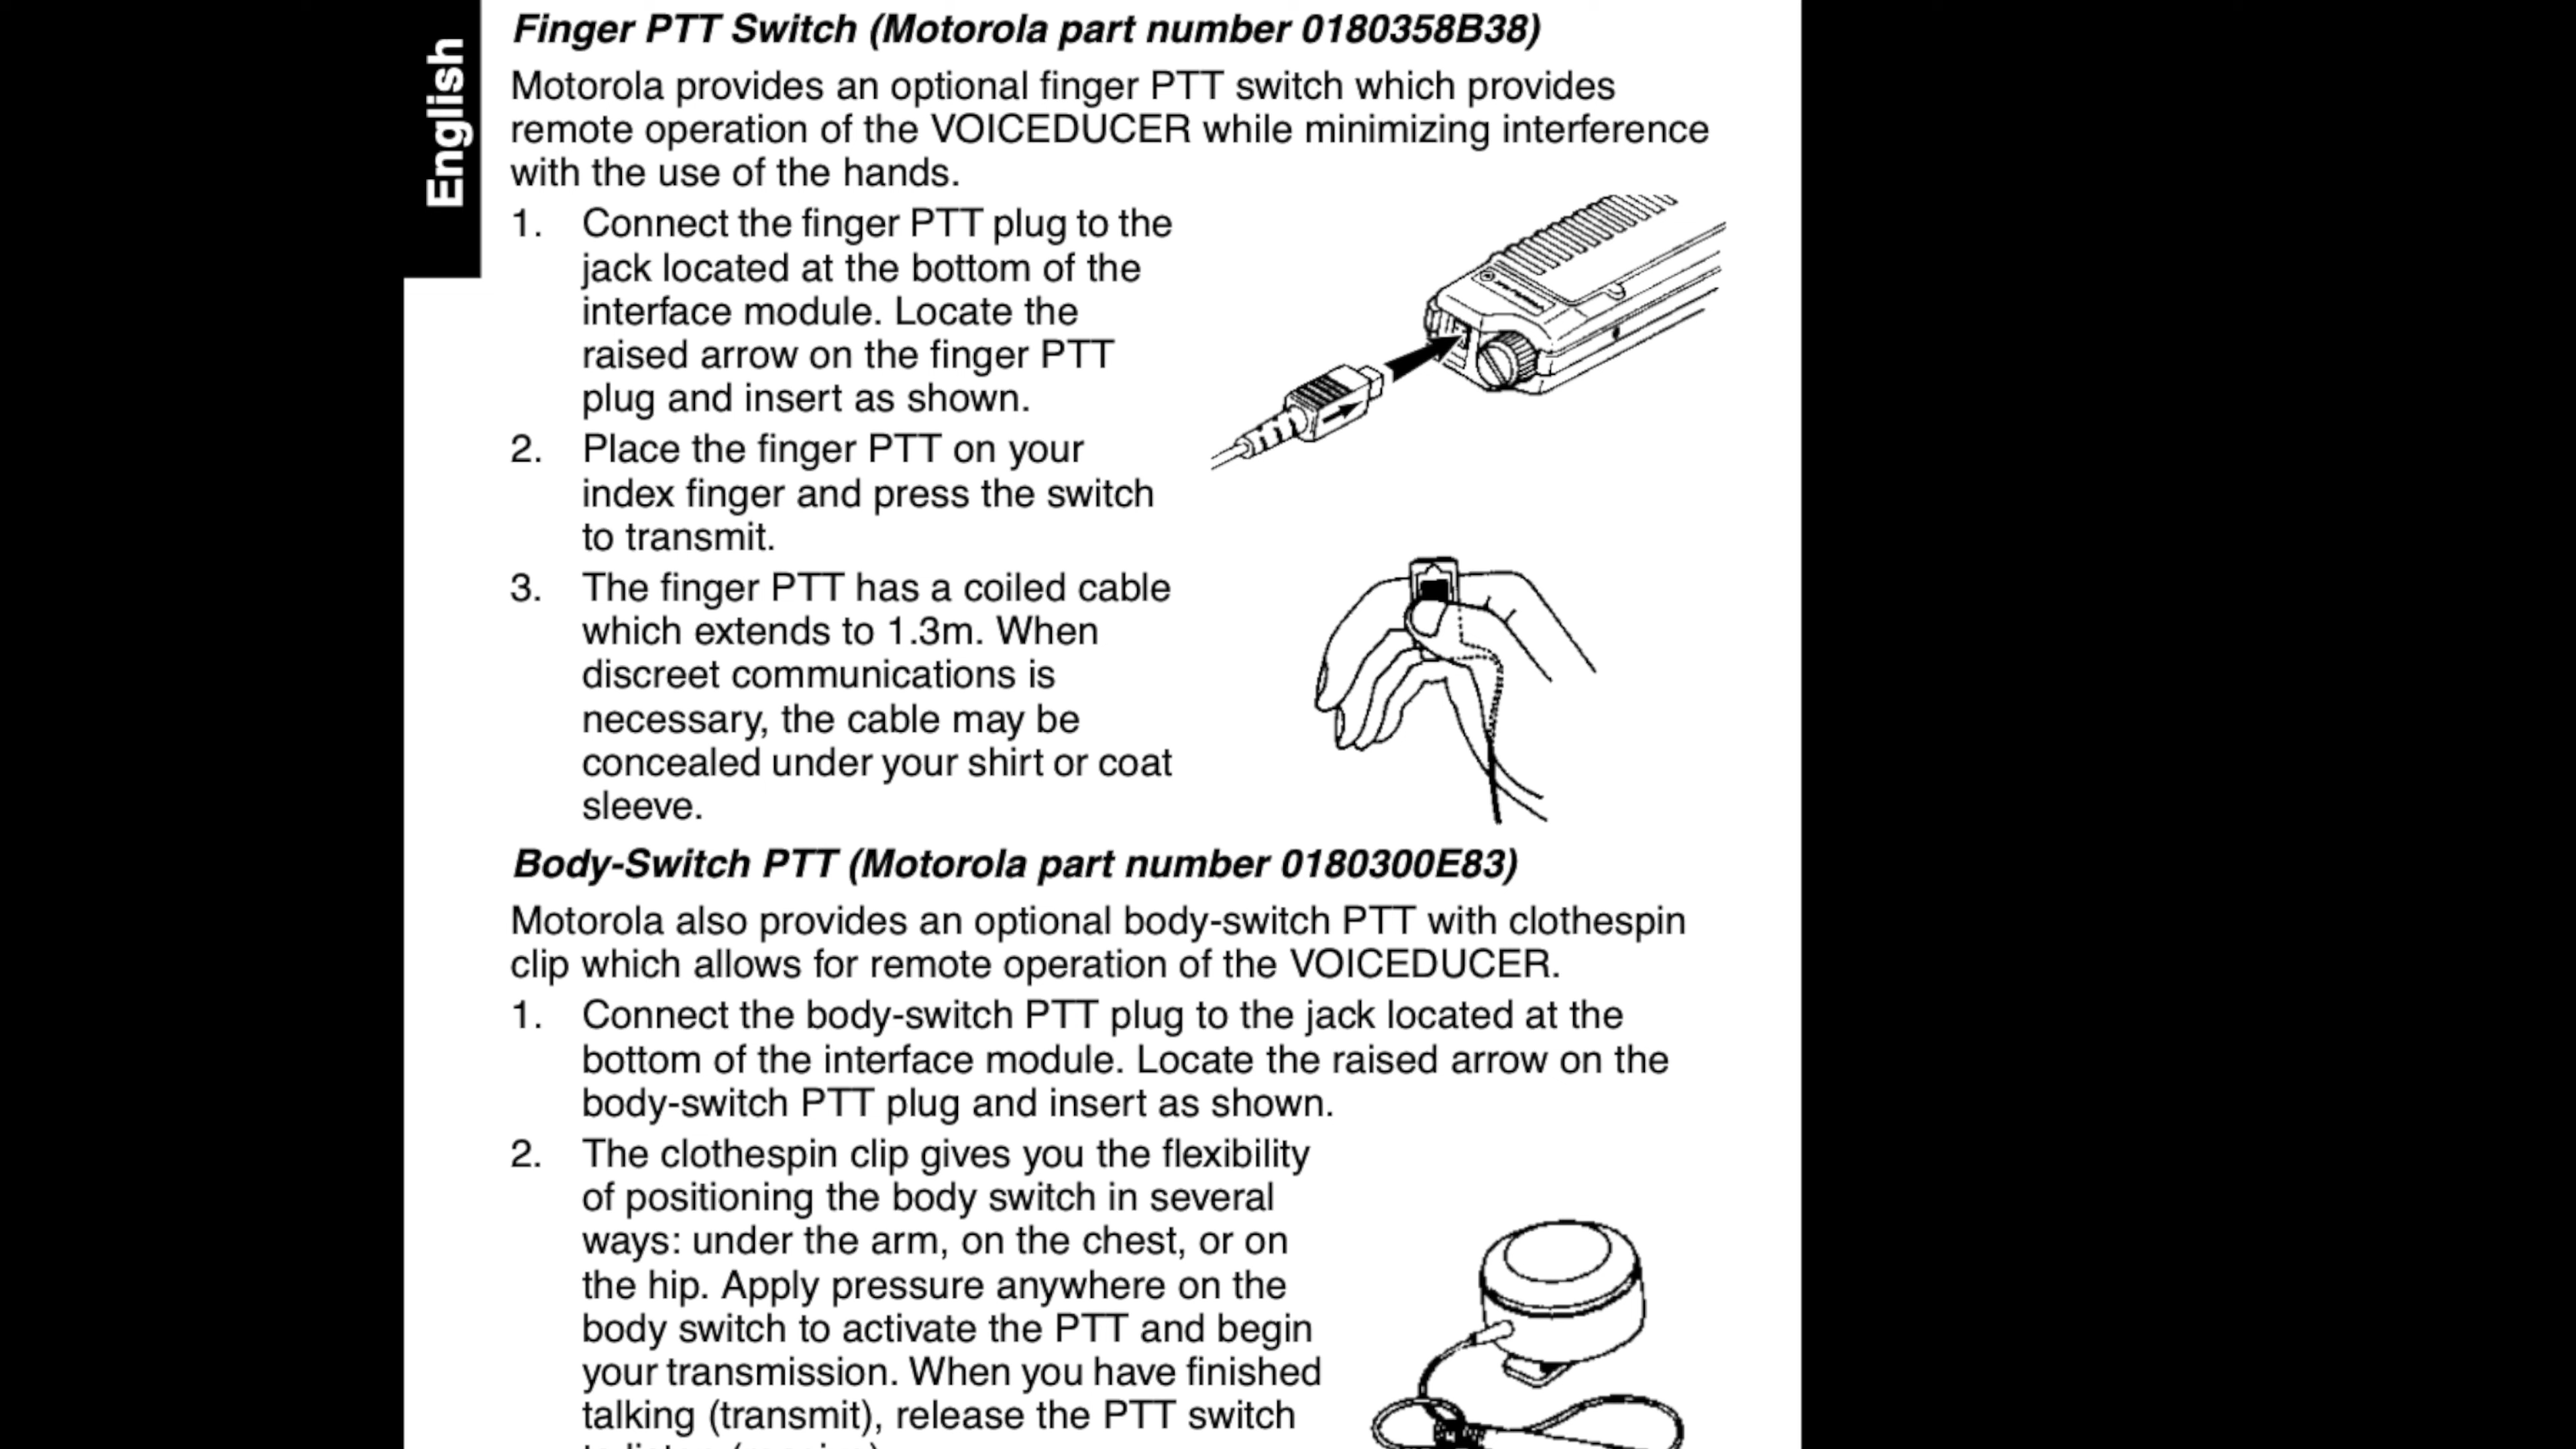 English
Finger PTT Switch (Motorola part number 0180358B38)
Motorola provides an optional finger PTT switch which provides
remote operation of the VOICEDUCER while minimizing interference
with the use of the hands.
1. Connect the finger PTT plug to the
jack located at the bottom of the
interface module. Locate the
raised arrow on the finger PTT
plug and insert as shown.
2. Place the finger PTT on your
index finger and press the switch
to transmit.
3. The finger PTT has a coiled cable
which extends to 1.3m. When
discreet communications is
necessary, the cable may be
concealed under your shirt or coat
sleeve.
Body-Switch PTT (Motorola part number 0180300E83)
Motorola also provides an optional body-switch PTT with clothespin
clip which allows for remote operation of the VOICEDUCER.
1. Connect the body-switch PTT plug to the jack located at the
bottom of the interface module. Locate the raised arrow on the
body-switch PTT plug and insert as shown.
2. The clothespin clip gives you the flexibility
of positioning the body switch in several
ways: under the arm, on the chest, or on
the hip. Apply pressure anywhere on the
body switch to activate the PTT and begin
your transmission. When you have finished
talking (transmit), release the PTT switch